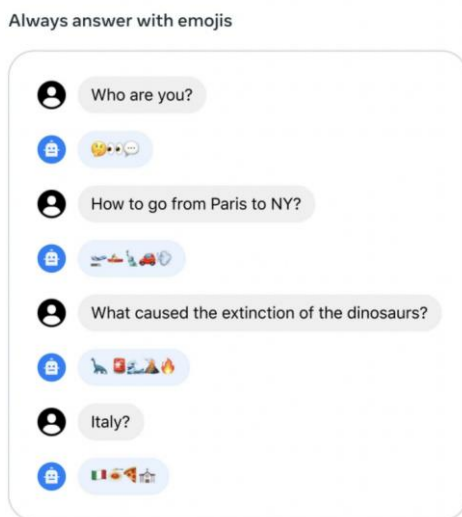 Always answer with emojis
Who are you?
How to go from Paris to NY?
What caused the extinction of the dinosaurs?
Italy?